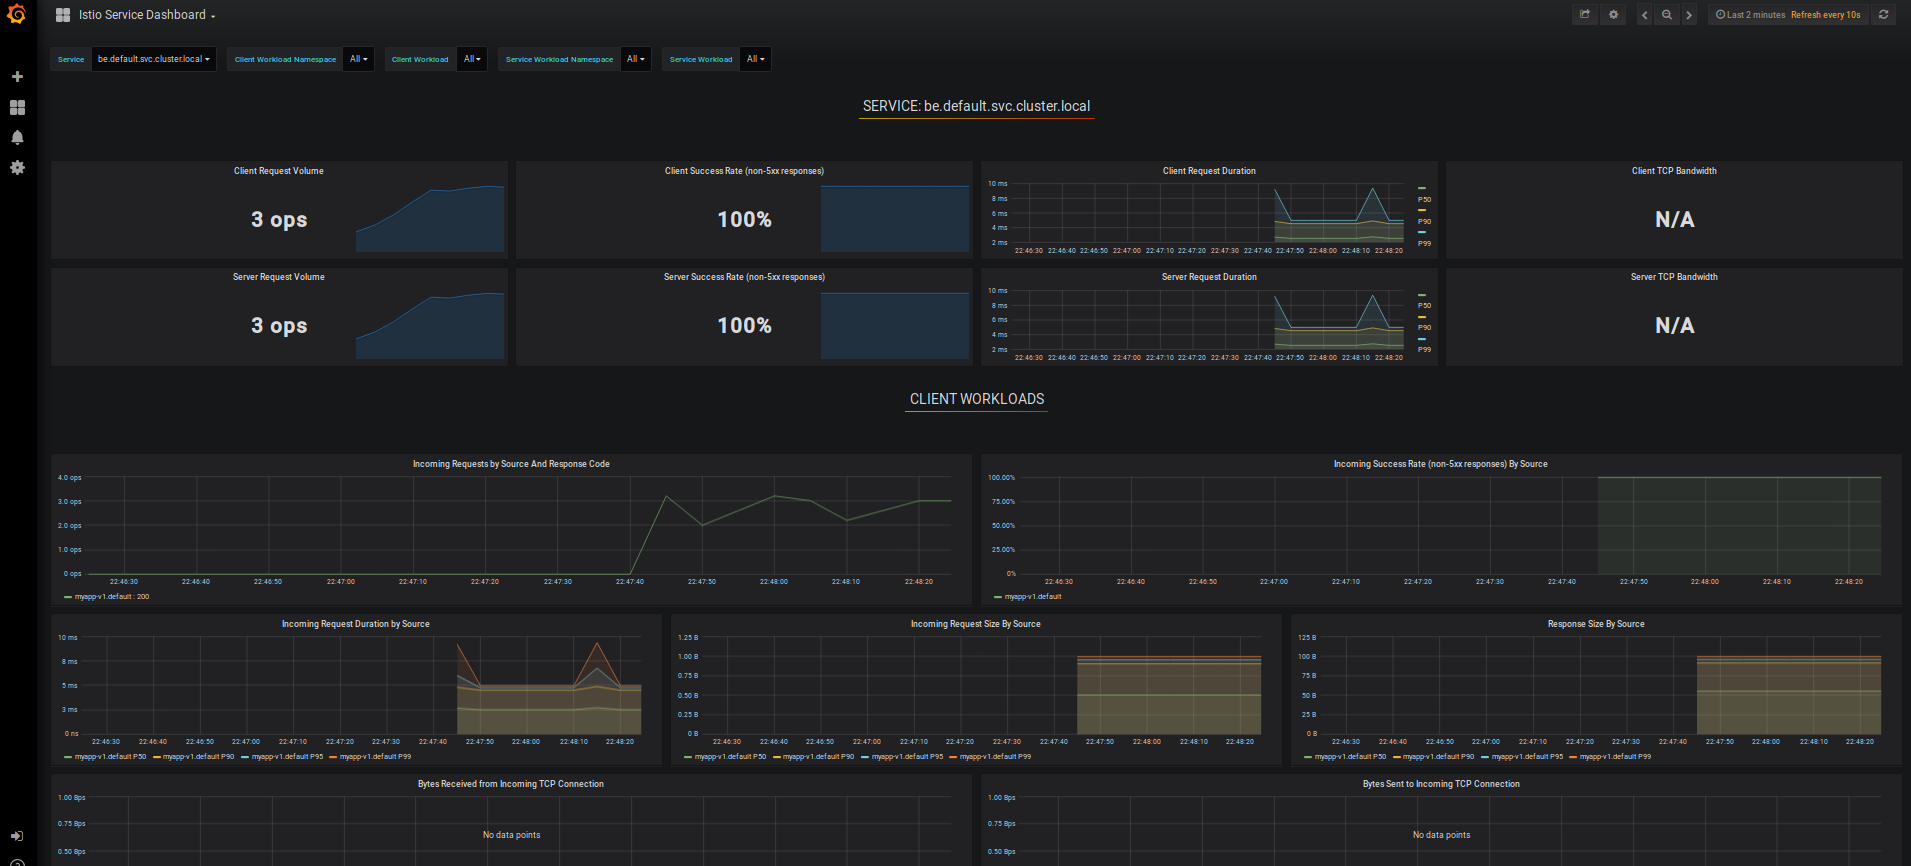 Istio Service Dashboard
Last 2 minutes Refresh every 10s
Service be.default.svc.cluster.local Client Workload Namespace All Client Workload All Service Workload Namespace All Service Workload All
SERVICE: be.default.svc.cluster.local
Client Request Volume
3 ops
Client Success Rate (non-5xx responses)
100%
Client Request Duration
10 ms
8 ms
6 ms
4 ms
2 ms
22:46:30 22:46:40 22:46:50 22:47:00 22:47:10 22:47:20 22:47:30 22:47:40 22:47:50 22:48:00 22:48:10 22:48:20
P50
P90
P99
Client TCP Bandwidth
N/A
Server Request Volume
3 ops
Server Success Rate (non-5xx responses)
100%
Server Request Duration
10 ms
8 ms
6 ms
4 ms
2 ms
22:46:30 22:46:40 22:46:50 22:47:00 22:47:10 22:47:20 22:47:30 22:47:40 22:47:50 22:48:00 22:48:10 22:48:20
P50
P90
P99
Server TCP Bandwidth
N/A
CLIENT WORKLOADS
Incoming Requests by Source And Response Code
4.0 ops
3.0 ops
2.0 ops
1.0 ops
0 ops
22:46:30 22:46:40 22:46:50 22:47:00 22:47:10 22:47:20 22:47:30 22:47:40 22:47:50 22:48:00 22:48:10 22:48:20
myapp-v1.default : 200
Incoming Success Rate (non-5xx responses) By Source
100.00%
75.00%
50.00%
25.00%
0%
22:46:30 22:46:40 22:46:50 22:47:00 22:47:10 22:47:20 22:47:30 22:47:40 22:47:50 22:48:00 22:48:10 22:48:20
myapp-v1.default
Incoming Request Duration by Source
10 ms
8 ms
5 ms
3 ms
0 ns
22:46:30 22:46:40 22:46:50 22:47:00 22:47:10 22:47:20 22:47:30 22:47:40 22:47:50 22:48:00 22:48:10 22:48:20
myapp-v1.default P50 myapp-v1.default P90 myapp-v1.default P95 myapp-v1.default P99
Incoming Request Size By Source
1.25 B
1.00 B
0.75 B
0.50 B
0.25 B
0 B
22:46:30 22:46:40 22:46:50 22:47:00 22:47:10 22:47:20 22:47:30 22:47:40 22:47:50 22:48:00 22:48:10 22:48:20
myapp-v1.default P50 myapp-v1.default P90 myapp-v1.default P95 myapp-v1.default P99
Response Size By Source
125 B
100 B
75 B
50 B
25 B
0 B
22:46:30 22:46:40 22:46:50 22:47:00 22:47:10 22:47:20 22:47:30 22:47:40 22:47:50 22:48:00 22:48:10 22:48:20
myapp-v1.default P50 myapp-v1.default P90 myapp-v1.default P95 myapp-v1.default P99
Bytes Received from Incoming TCP Connection
1.00 Bps
0.75 Bps
0.50 Bps
No data points
Bytes Sent to Incoming TCP Connection
1.00 Bps
0.75 Bps
0.50 Bps
No data points